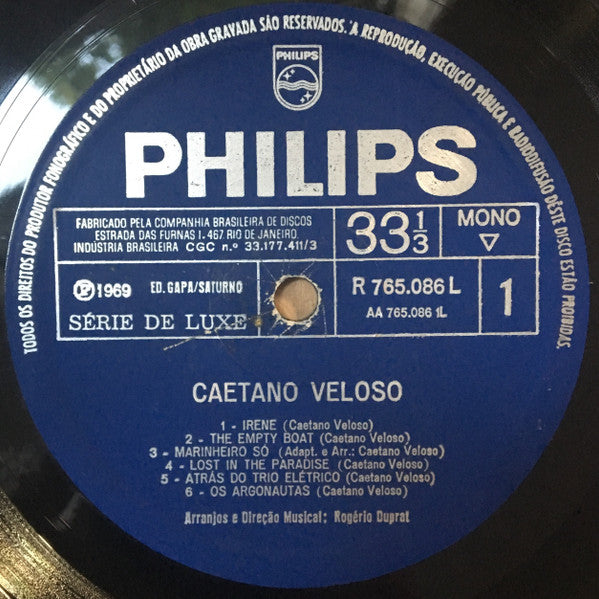 TODOS OS DIREITOS DO PRODUTOR FONOGRÁFICO E DO PROPRIETÁRIO DA OBRA GRAVADA SÃO RESERVADOS. A REPRODUÇÃO, EXECUÇÃO PÚBLICA E RADIODIFUSÃO DÊSTE DISCO ESTÃO PROIBIDAS.
PHILIPS
PHILIPS
FABRICADO PELA COMPANHIA BRASILEIRA DE DISCOS
ESTRADA DAS FURNAS 1.467 RIO DE JANEIRO
INDÚSTRIA BRASILEIRA CGC n.º 33.177.411/3
33 1/3
MONO
▽
Ⓟ 1969 ED. GAPA/SATURNO
SÉRIE DE LUXE
R 765.086 L
AA 765.086 1L
1
CAETANO VELOSO
1 - IRENE (Caetano Veloso)
2 - THE EMPTY BOAT (Caetano Veloso)
3 - MARINHEIRO SÓ (Adapt. e Arr.: Caetano Veloso)
4 - LOST IN THE PARADISE (Caetano Veloso)
5 - ATRÁS DO TRIO ELÉTRICO (Caetano Veloso)
6 - OS ARGONAUTAS (Caetano Veloso)
Arranjos e Direção Musical: Rogério Duprat